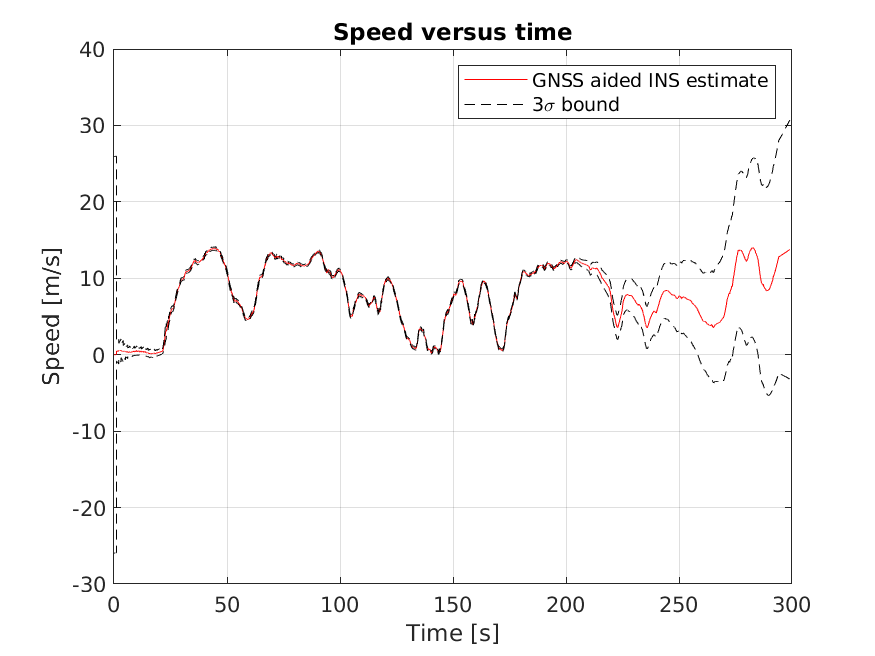 Speed versus time
GNSS aided INS estimate
3σ bound
Speed [m/s]
40
30
20
10
0
-10
-20
-30
0 50 100 150 200 250 300
Time [s]